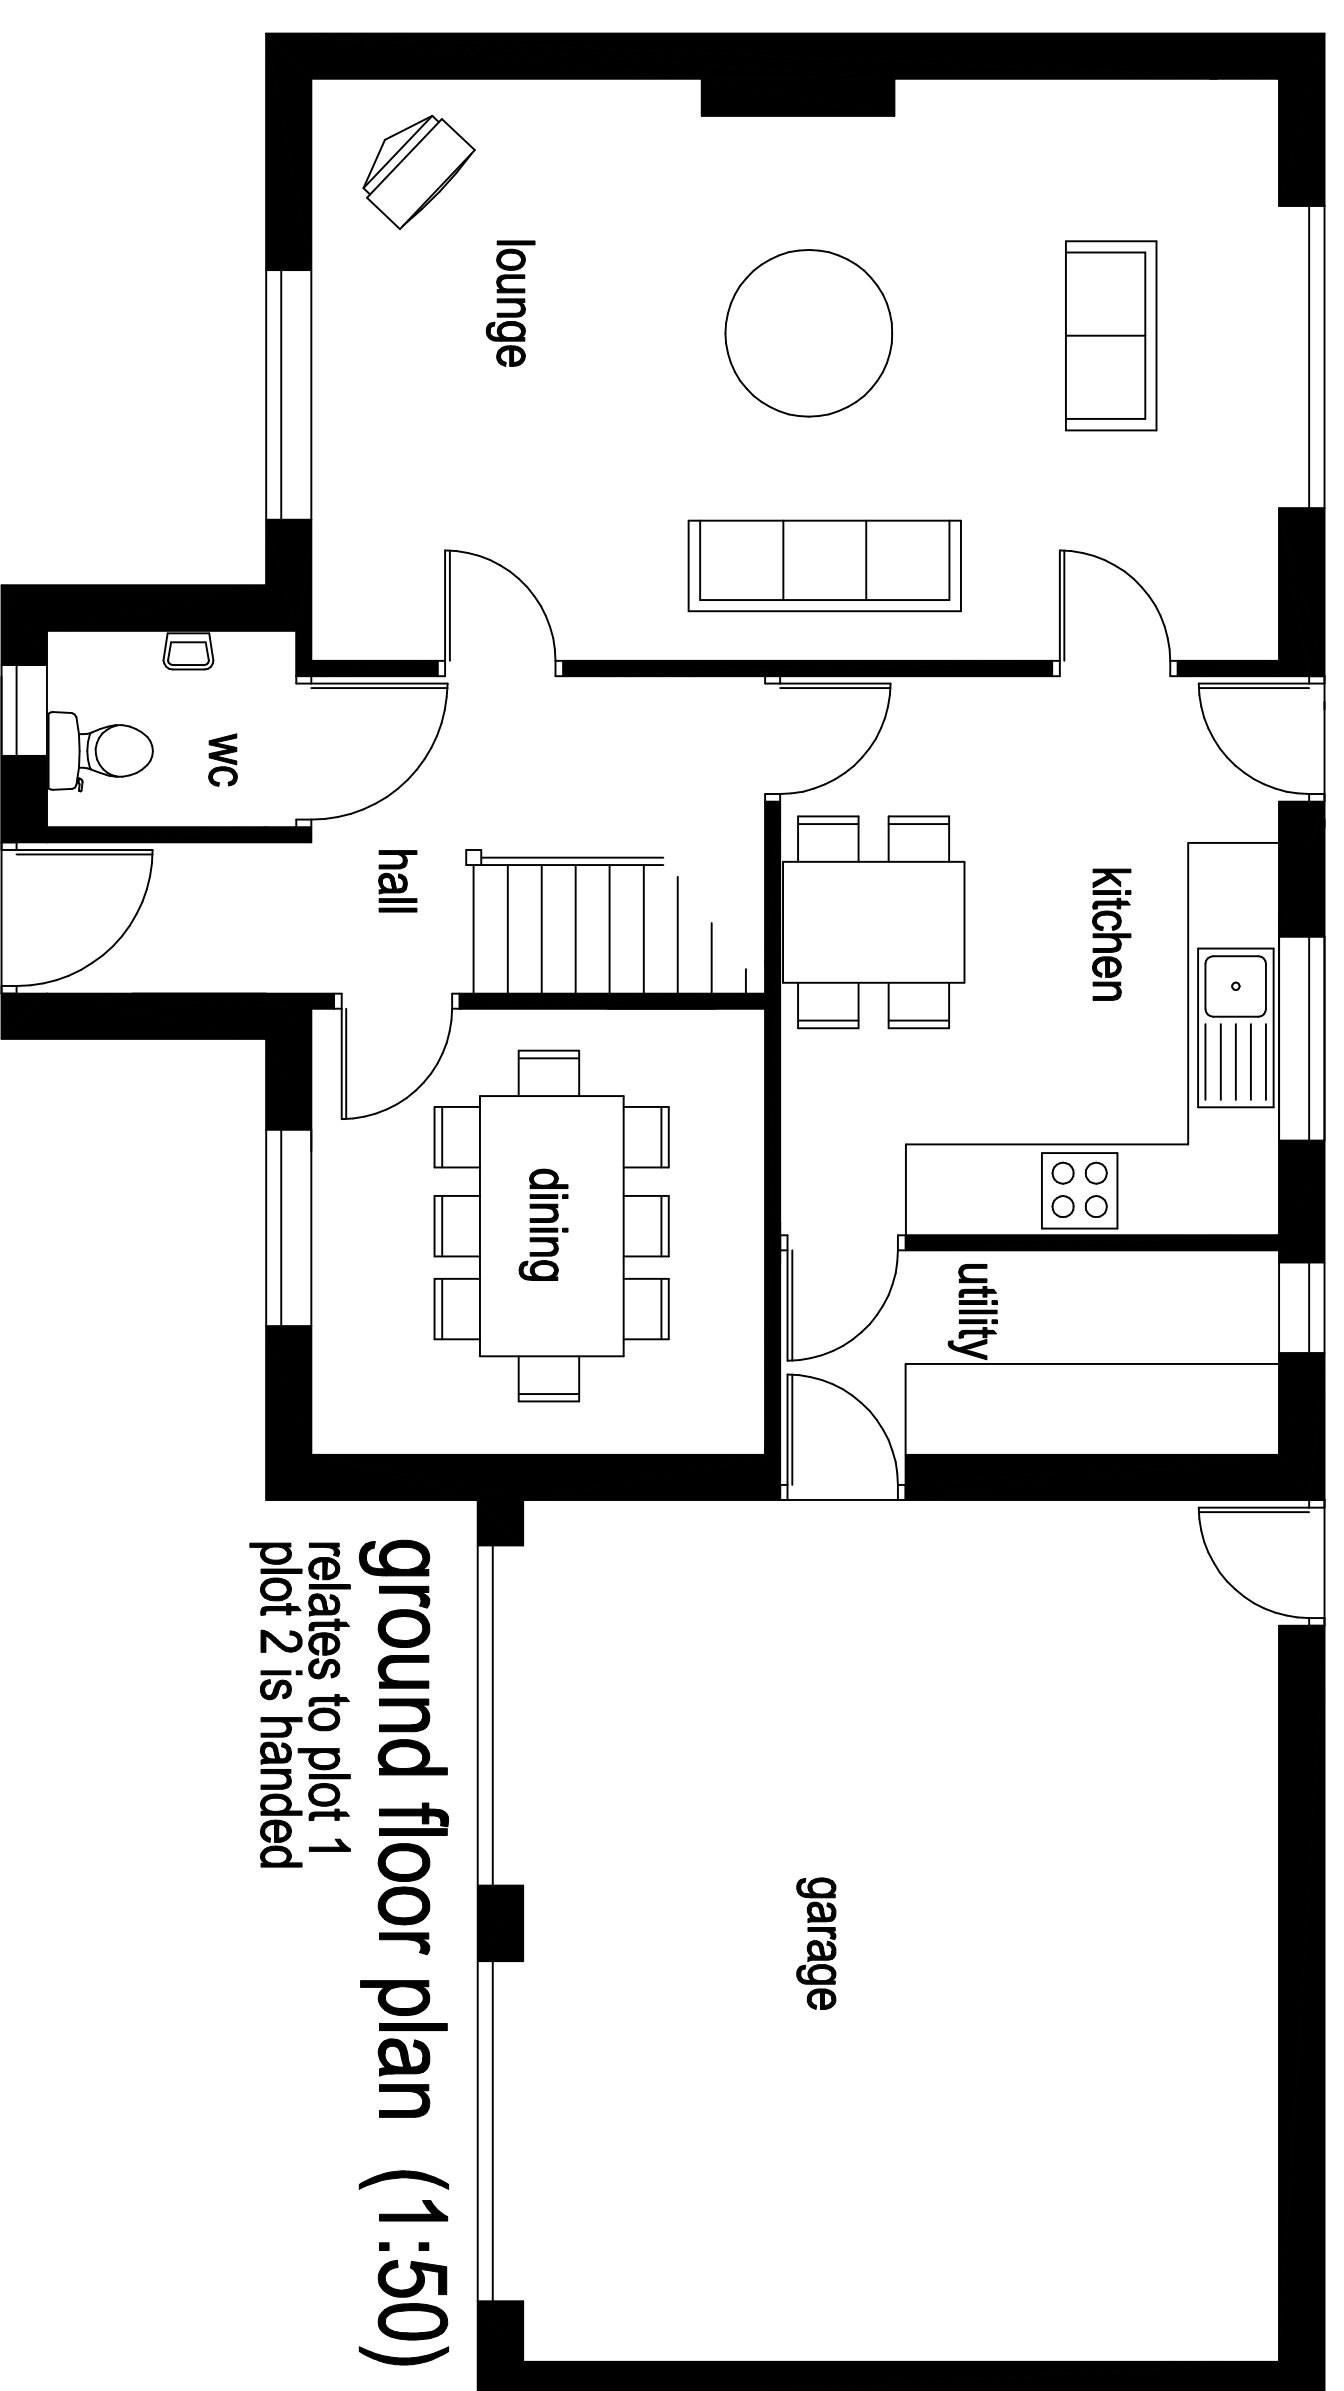 kitchen
utility
garage
lounge
dining
hall
wc
ground floor plan (1:50)
relates to plot 1
plot 2 is handed